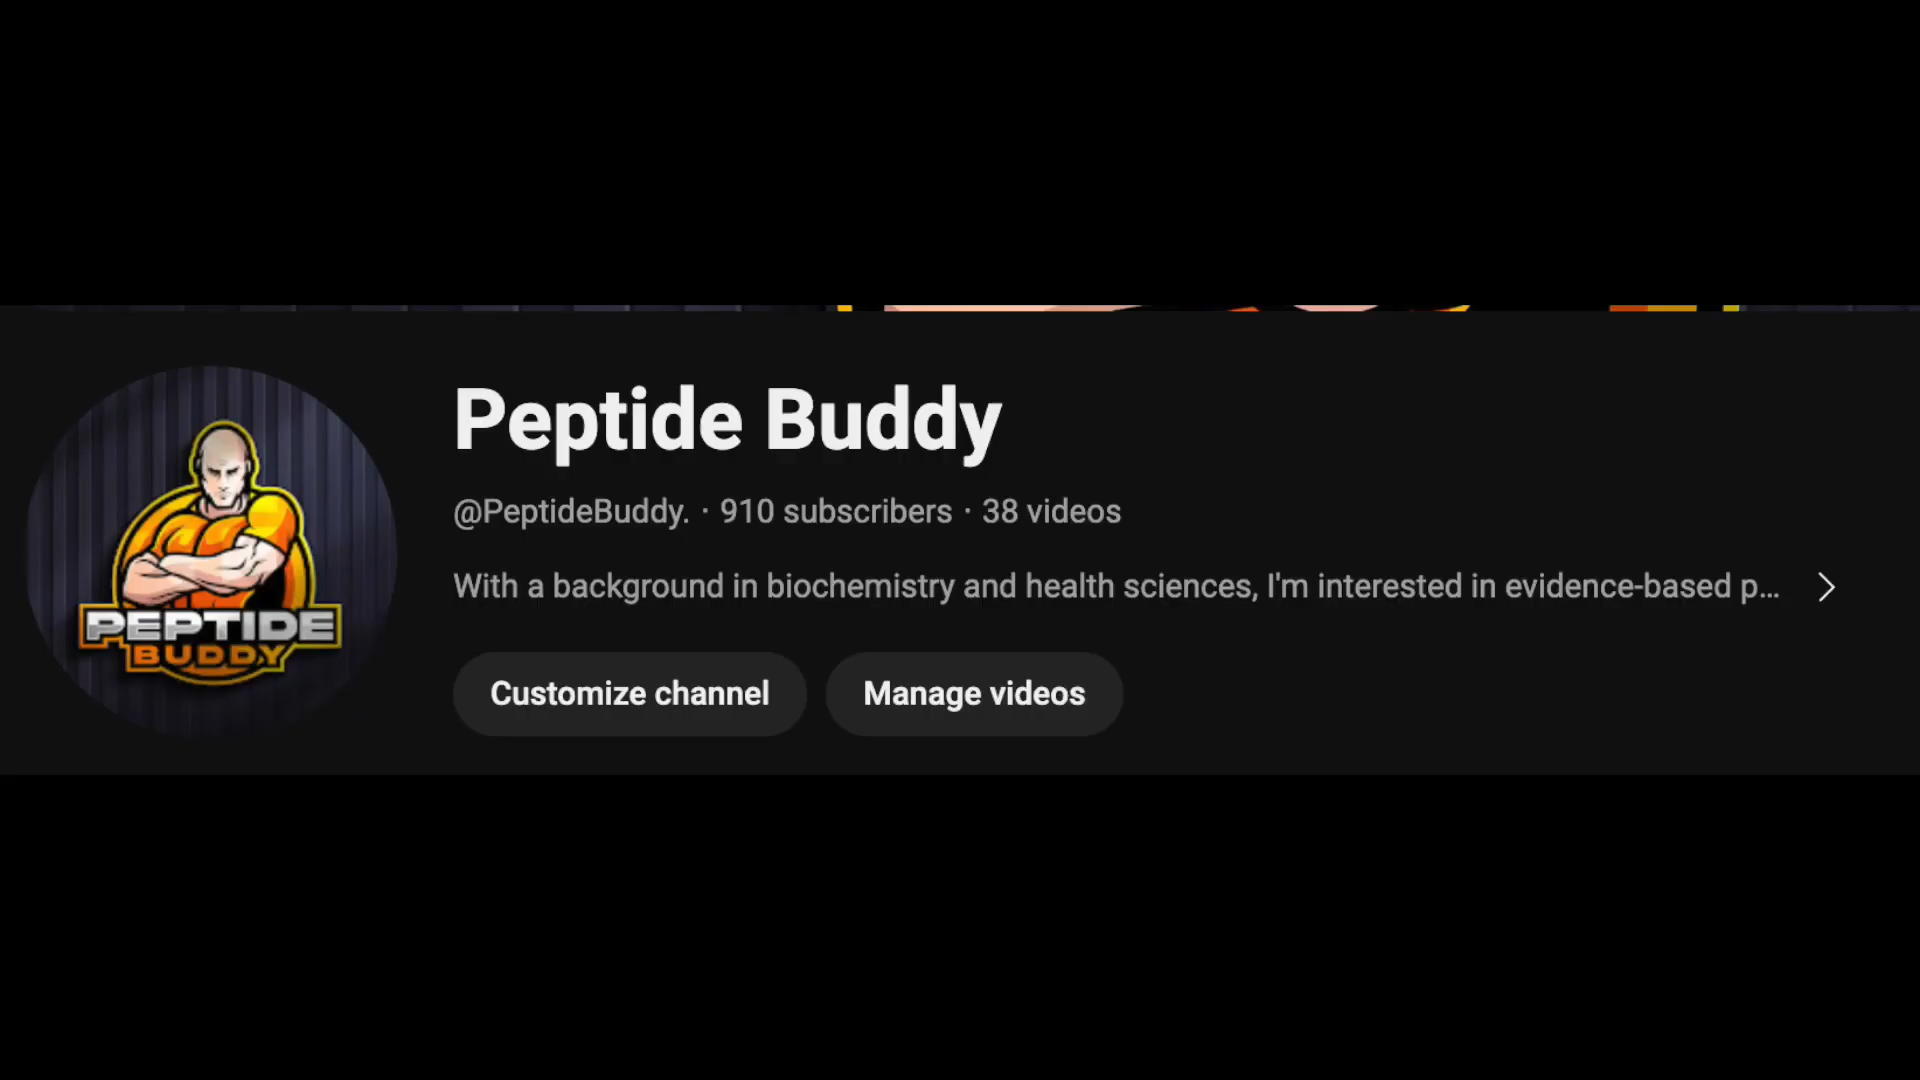 Peptide Buddy
@PeptideBuddy. · 910 subscribers · 38 videos
With a background in biochemistry and health sciences, I'm interested in evidence-based p...
Customize channel
Manage videos
PEPTIDE
BUDDY